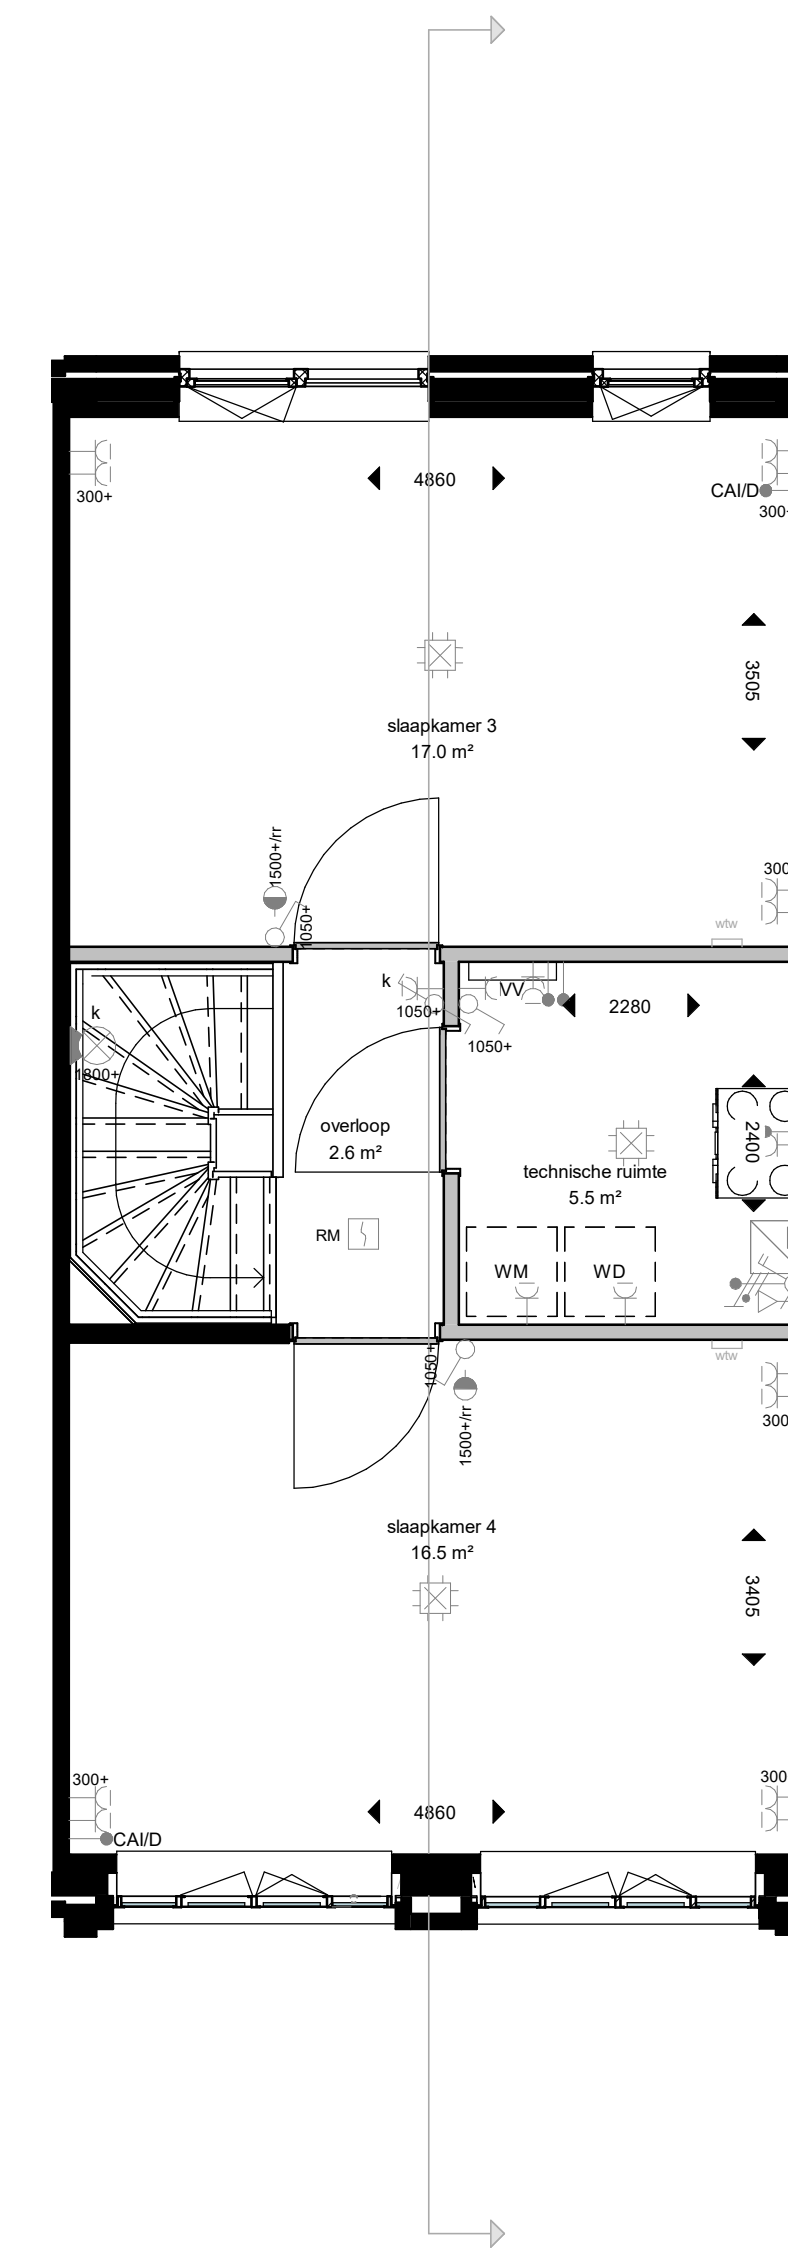 4860
300+
CAI/D
300+
3505
slaapkamer 3
17.0 m²
1500+/rr
1050+
300
wtw
k
VV
2280
k
1050+
1050+
1800+
overloop
2.6 m²
2400
technische ruimte
5.5 m²
RM
WM
WD
1050+
wtw
1500+/rr
300
slaapkamer 4
16.5 m²
3405
300+
300
4860
CAI/D